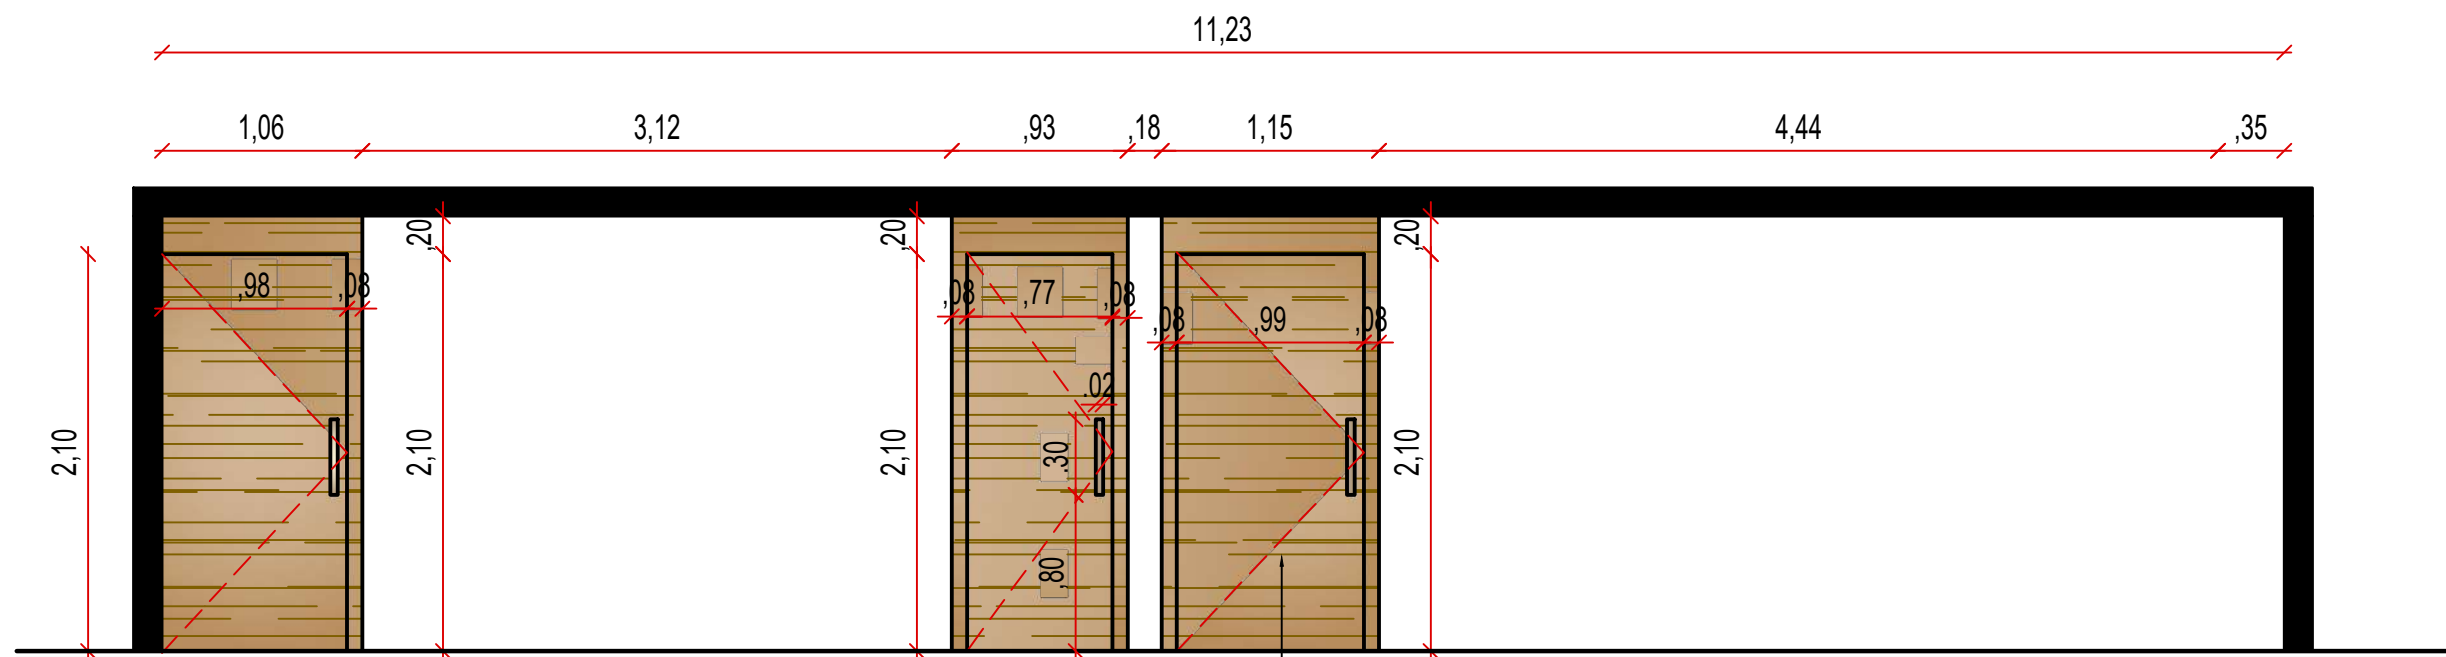 11,23
1,06 3,12 ,93 ,18 1,15 4,44 ,35
,20 ,20 ,20
,98 ,08 ,08 ,77 ,08 ,08 ,99 ,08
.02
2,10 2,10 2,10 .30 2,10
,80